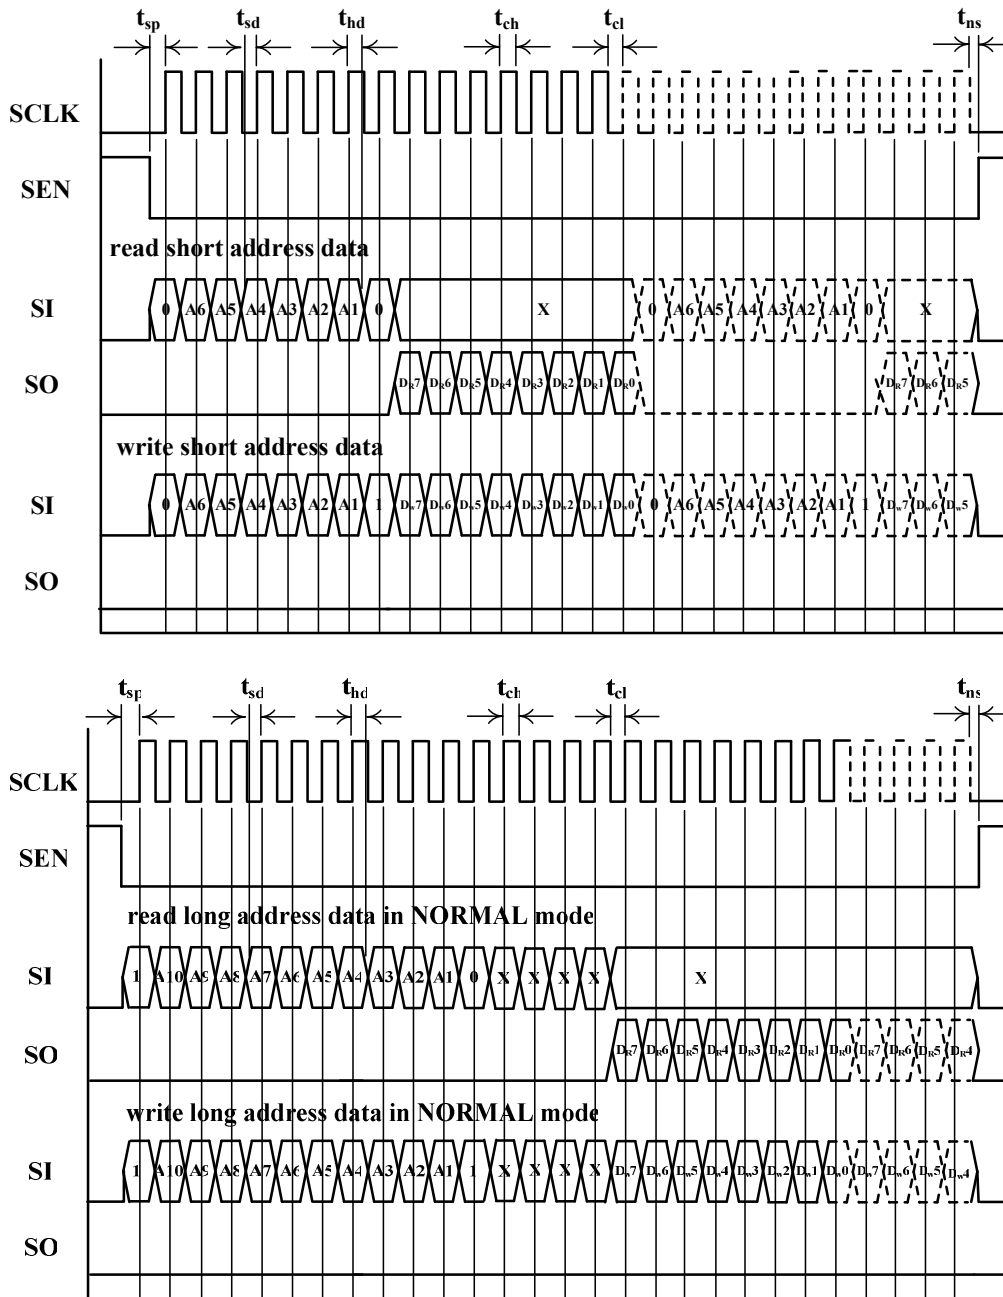 tsp tsd thd tch tcl tns
SCLK
SEN
read short address data
SI 0 A6 A5 A4 A3 A2 A1 0 X 0 A6 A5 A4 A3 A2 A1 0 X
SO DR7 DR6 DR5 DR4 DR3 DR2 DR1 DR0 DR7 DR6 DR5
write short address data
SI 0 A6 A5 A4 A3 A2 A1 1 Dw7 Dw6 Dw5 Dw4 Dw3 Dw2 Dw1 Dw0 0 A6 A5 A4 A3 A2 A1 1 Dw7 Dw6 Dw5
SO
tsp tsd thd tch tcl tns
SCLK
SEN
read long address data in NORMAL mode
SI 1 A10 A9 A8 A7 A6 A5 A4 A3 A2 A1 0 X X X X X
SO DR7 DR6 DR5 DR4 DR3 DR2 DR1 DR0 DR7 DR6 DR5 DR4
write long address data in NORMAL mode
SI 1 A10 A9 A8 A7 A6 A5 A4 A3 A2 A1 1 X X X X Dw7 Dw6 Dw5 Dw4 Dw3 Dw2 Dw1 Dw0 Dw7 Dw6 Dw5 Dw4
SO